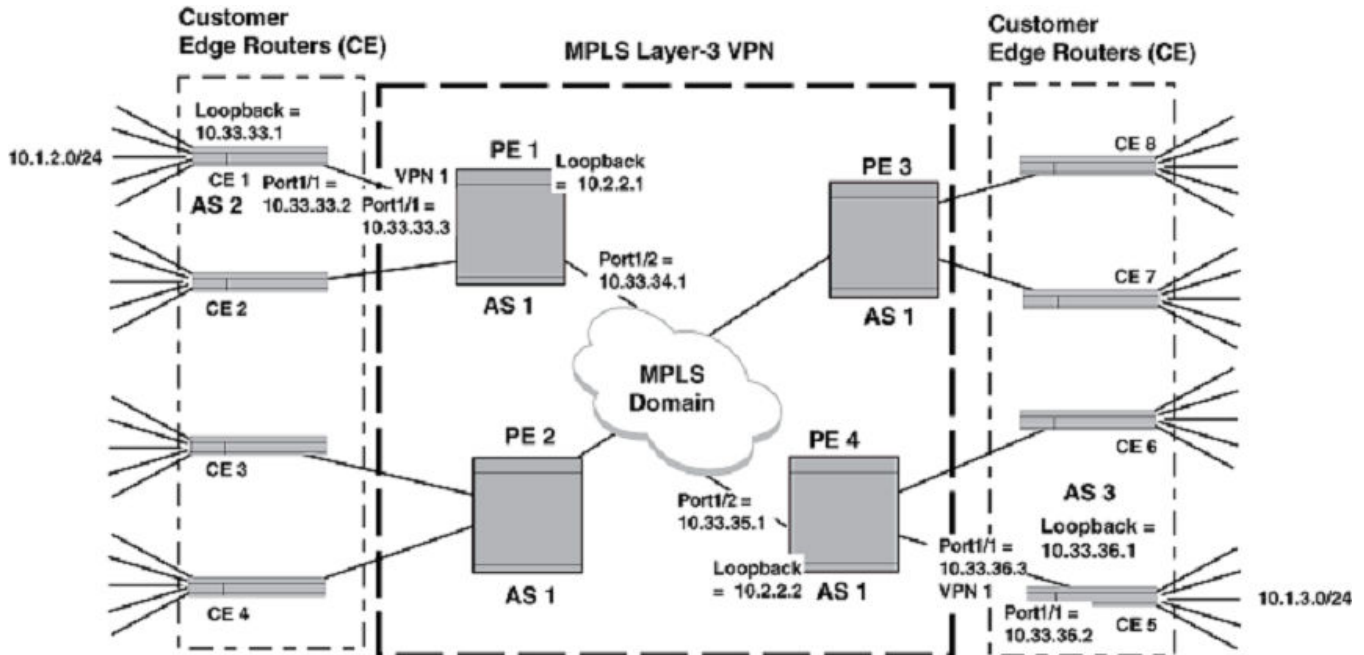 Customer
Edge Routers (CE)
MPLS Layer-3 VPN
Customer
Edge Routers (CE)
Loopback =
10.33.33.1
10.1.2.0/24
CE 1
AS 2
Port1/1 =
10.33.33.2
VPN 1
Port1/1 =
10.33.33.3
PE 1
Loopback
= 10.2.2.1
AS 1
Port1/2 =
10.33.34.1
PE 3
AS 1
CE 8
CE 7
CE 2
MPLS
Domain
CE 3
PE 2
AS 1
CE 4
Port1/2 =
10.33.35.1
PE 4
Loopback
= 10.2.2.2
AS 1
CE 6
AS 3
Loopback =
10.33.36.1
Port1/1 =
10.33.36.3
VPN 1
Port1/1 =
10.33.36.2
CE 5
10.1.3.0/24